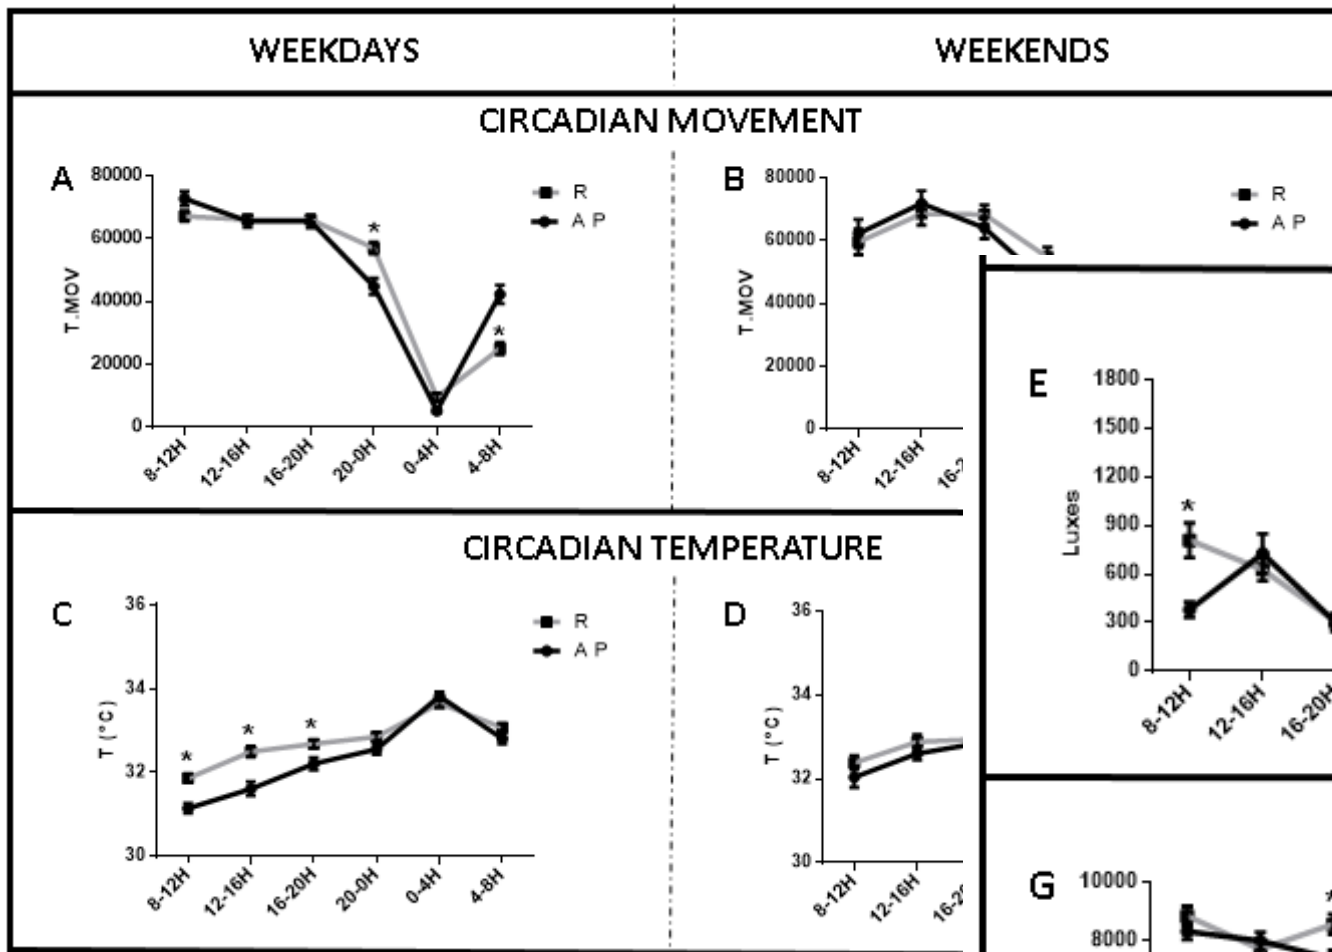 WEEKDAYS WEEKENDS
CIRCADIAN MOVEMENT
A
80000
60000
40000
20000
0
T.MOV
R
A P
*
*
8-12H 12-16H 16-20H 20-0H 0-4H 4-8H
B
80000
60000
40000
20000
0
T.MOV
R
A P
8-12H 12-16H
CIRCADIAN TEMPERATURE
C
36
34
32
30
T (°C)
R
A P
* * *
8-12H 12-16H 16-20H 20-0H 0-4H 4-8H
D
36
34
32
30
T (°C)
8-12H 12-16H
E
1800
1500
1200
900
600
300
0
Luxes
*
8-12H 12-16H 16-20H
G
10000
8000